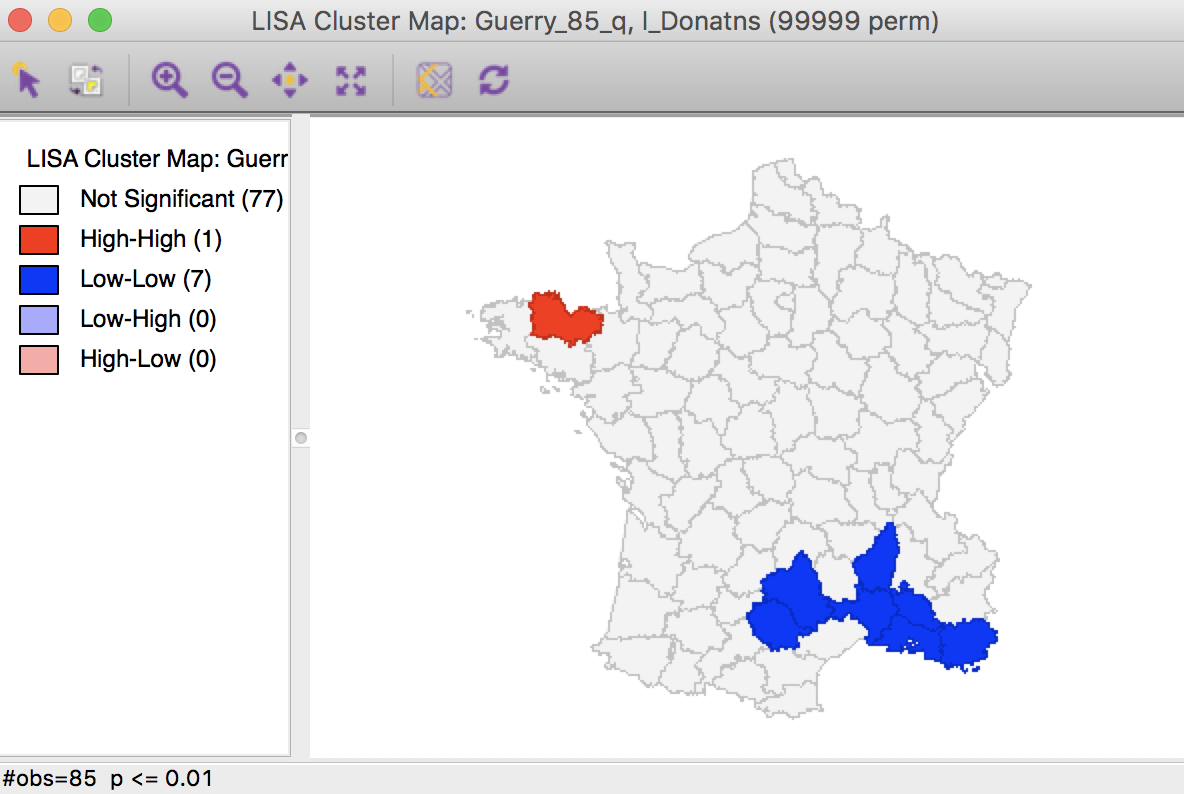 LISA Cluster Map: Guerry_85_q, I_Donatns (99999 perm)
LISA Cluster Map: Guerr
Not Significant (77)
High-High (1)
Low-Low (7)
Low-High (0)
High-Low (0)
#obs=85 p <= 0.01